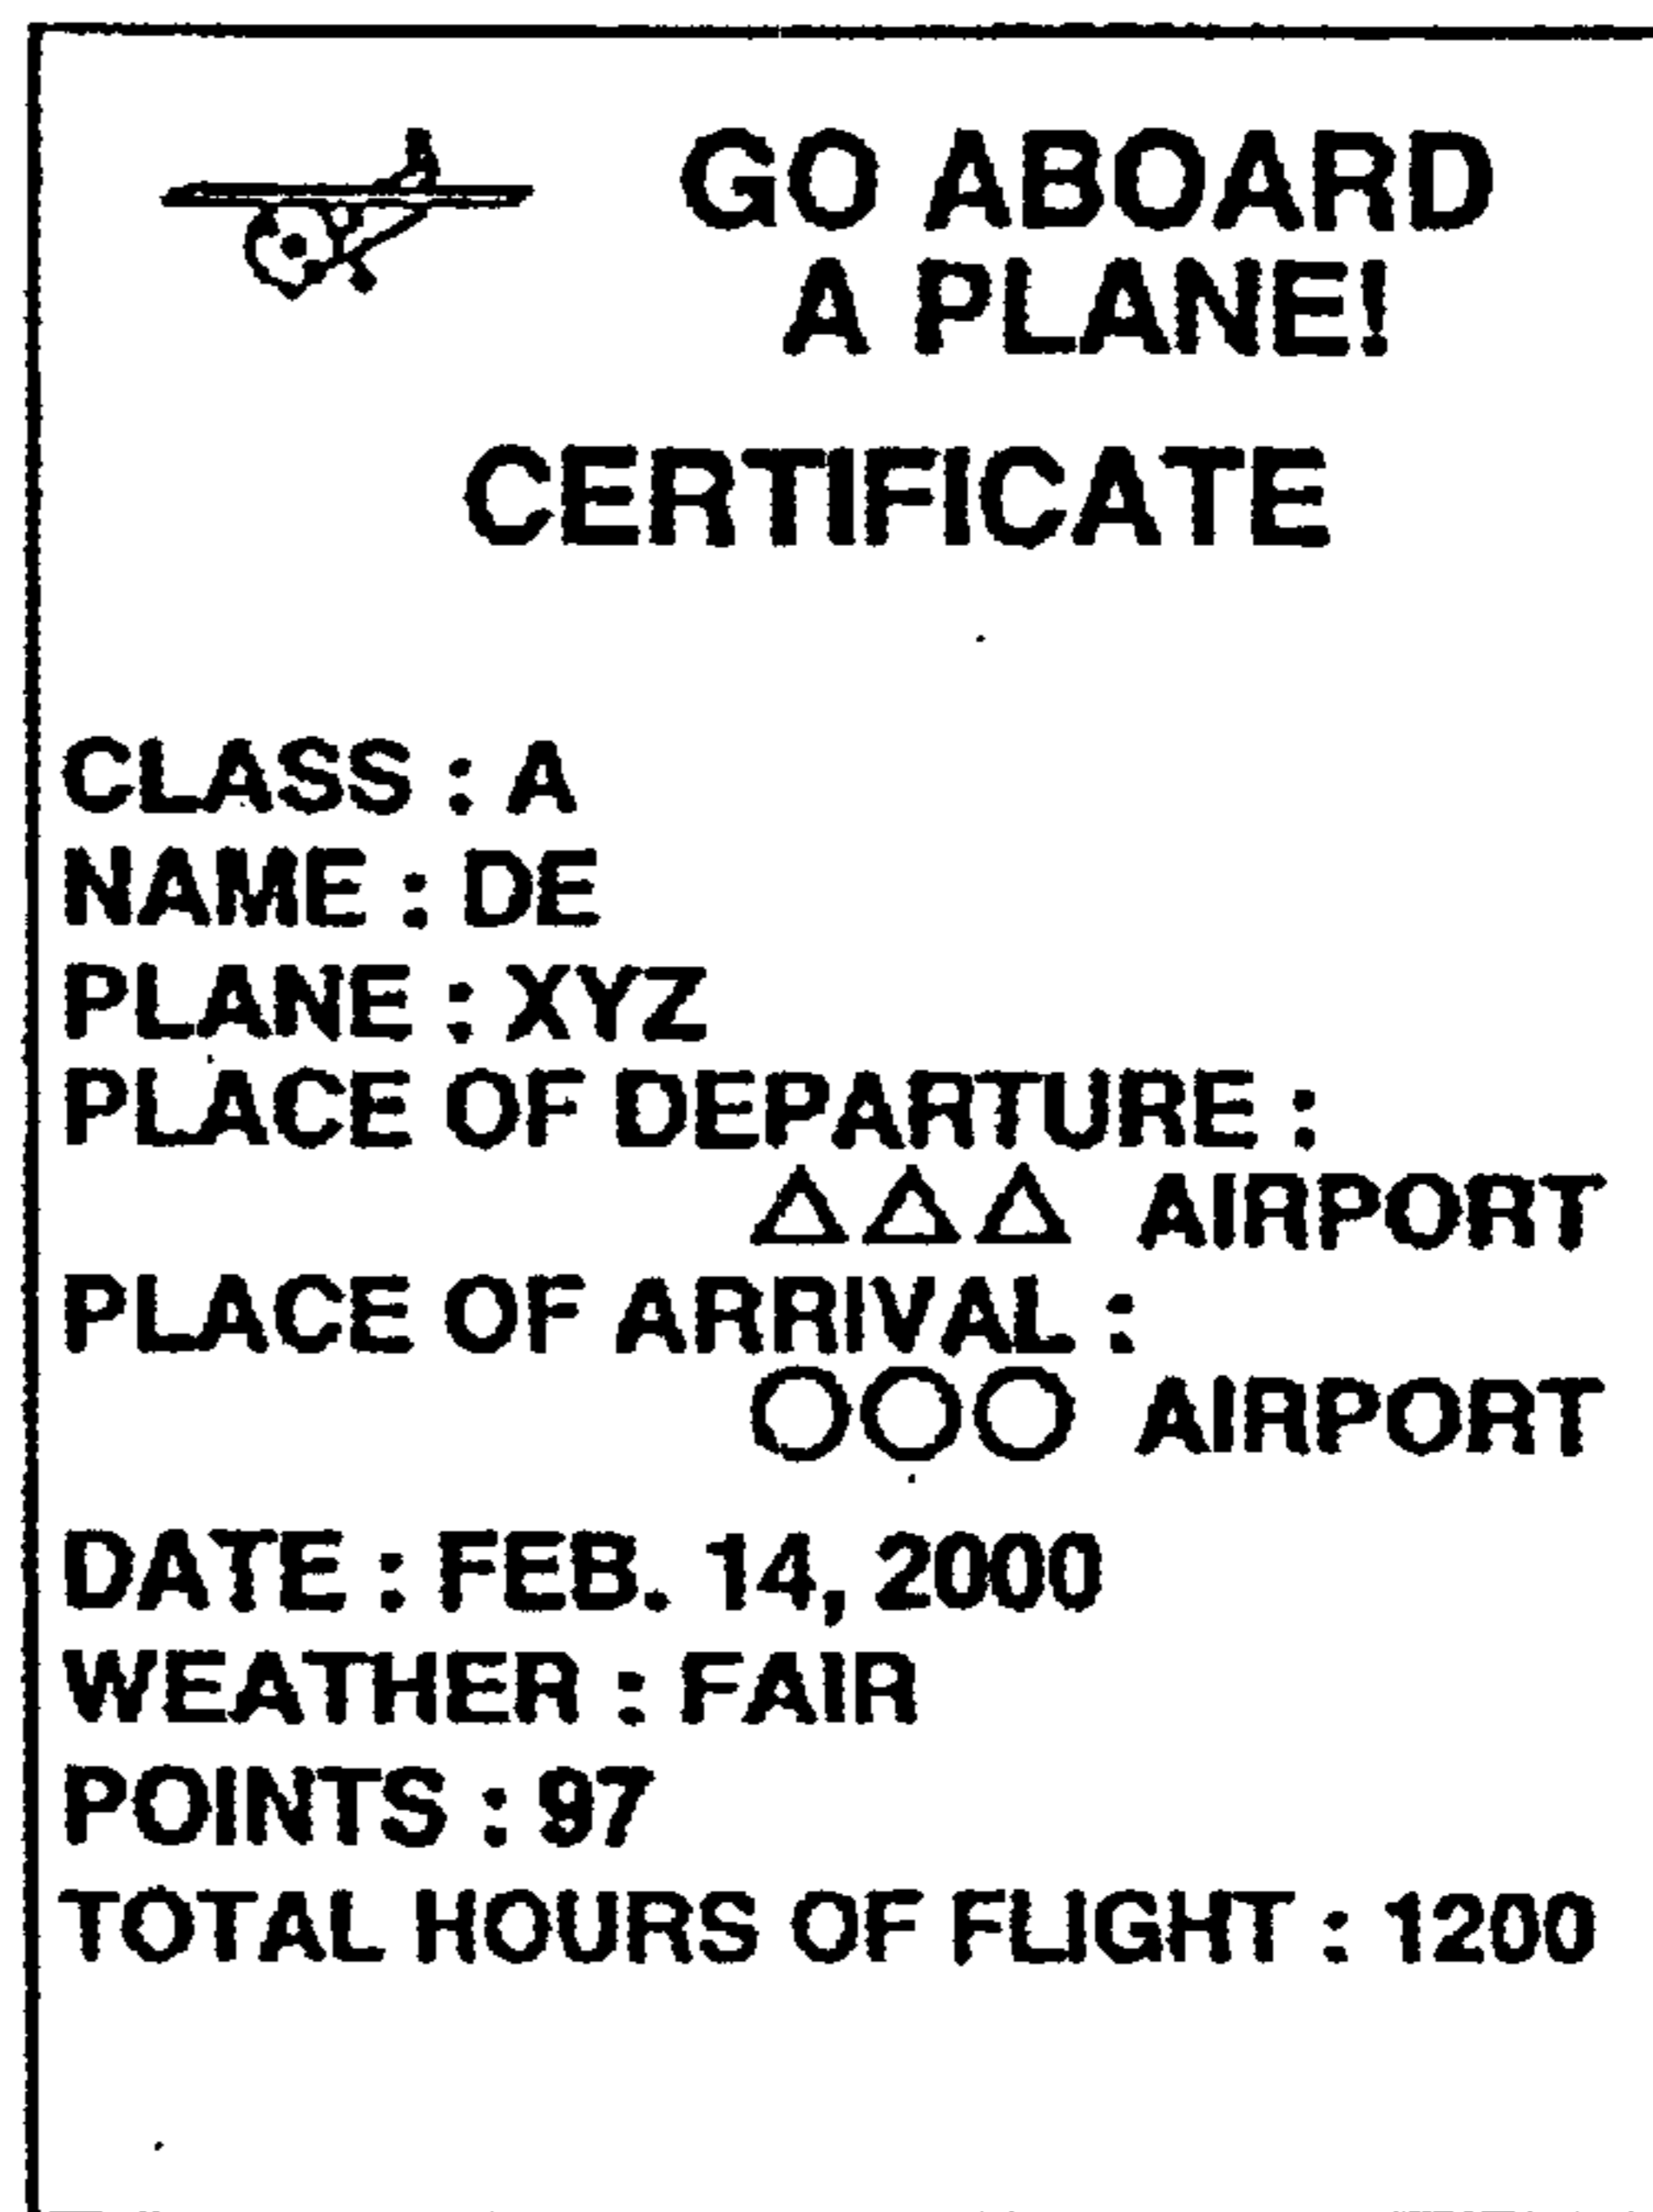 GO ABOARD
A PLANE!
CERTIFICATE
CLASS : A
NAME : DE
PLANE : XYZ
PLACE OF DEPARTURE :
△△△ AIRPORT
PLACE OF ARRIVAL :
○○○ AIRPORT
DATE : FEB. 14, 2000
WEATHER : FAIR
POINTS : 97
TOTAL HOURS OF FLIGHT : 1200